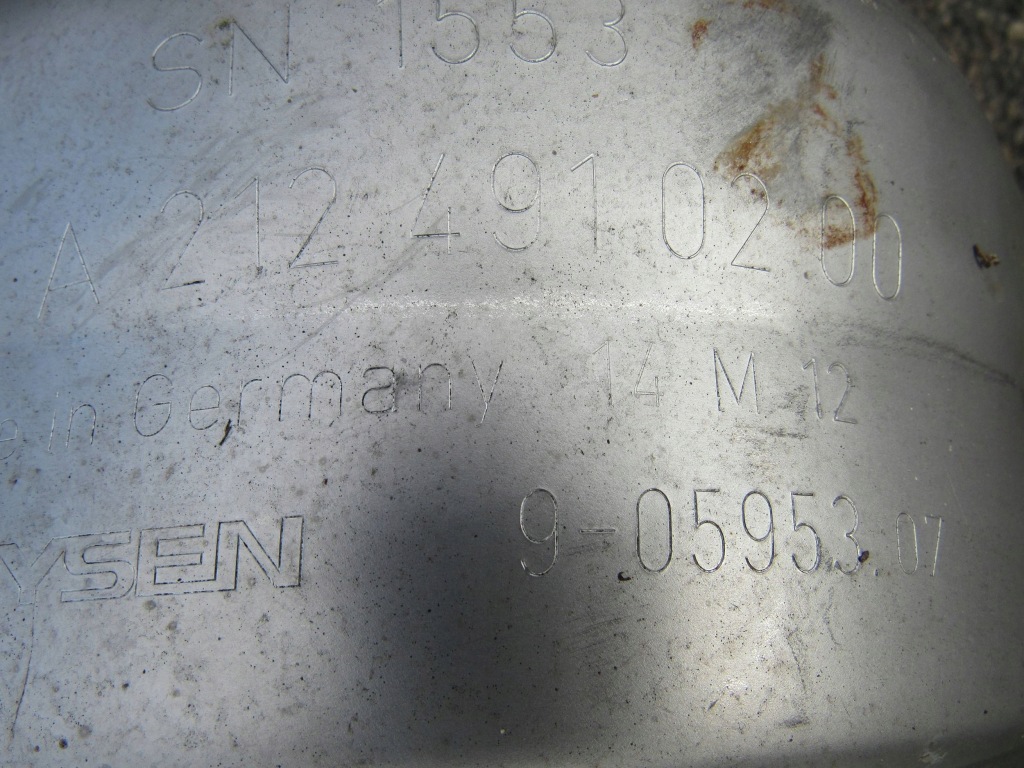 SN 1553
A 212 491 02 00
e in Germany 14 M 12
YSEN 9-05953.07